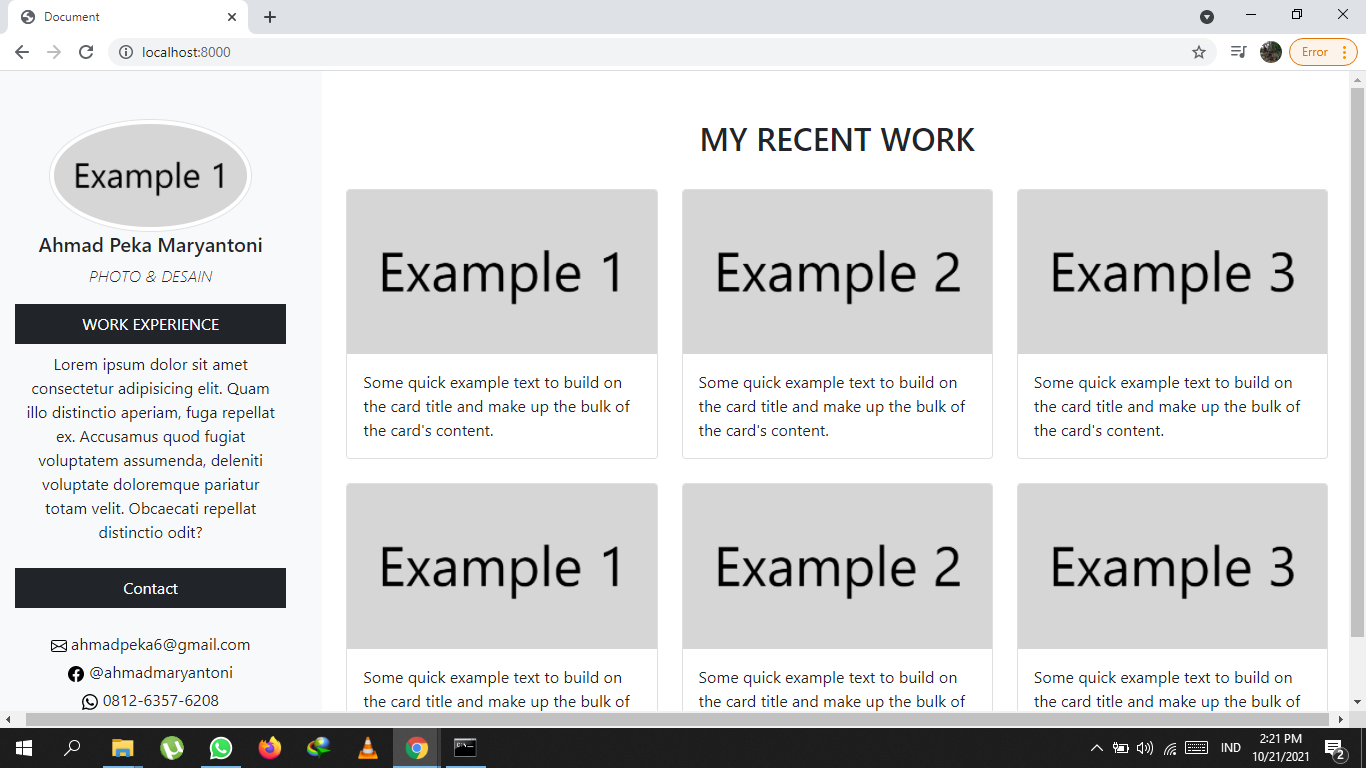 Document
localhost:8000
Error
Example 1
Ahmad Peka Maryantoni
PHOTO & DESAIN
WORK EXPERIENCE
Lorem ipsum dolor sit amet
consectetur adipisicing elit. Quam
illo distinctio aperiam, fuga repellat
ex. Accusamus quod fugiat
voluptatem assumenda, deleniti
voluptate doloremque pariatur
totam velit. Obcaecati repellat
distinctio odit?
Contact
ahmadpeka6@gmail.com
@ahmadmaryantoni
0812-6357-6208
MY RECENT WORK
Example 1
Some quick example text to build on
the card title and make up the bulk of
the card's content.
Example 2
Some quick example text to build on
the card title and make up the bulk of
the card's content.
Example 3
Some quick example text to build on
the card title and make up the bulk of
the card's content.
Example 1
Some quick example text to build on
the card title and make up the bulk of
Example 2
Some quick example text to build on
the card title and make up the bulk of
Example 3
Some quick example text to build on
the card title and make up the bulk of
IND
2:21 PM
10/21/2021
2